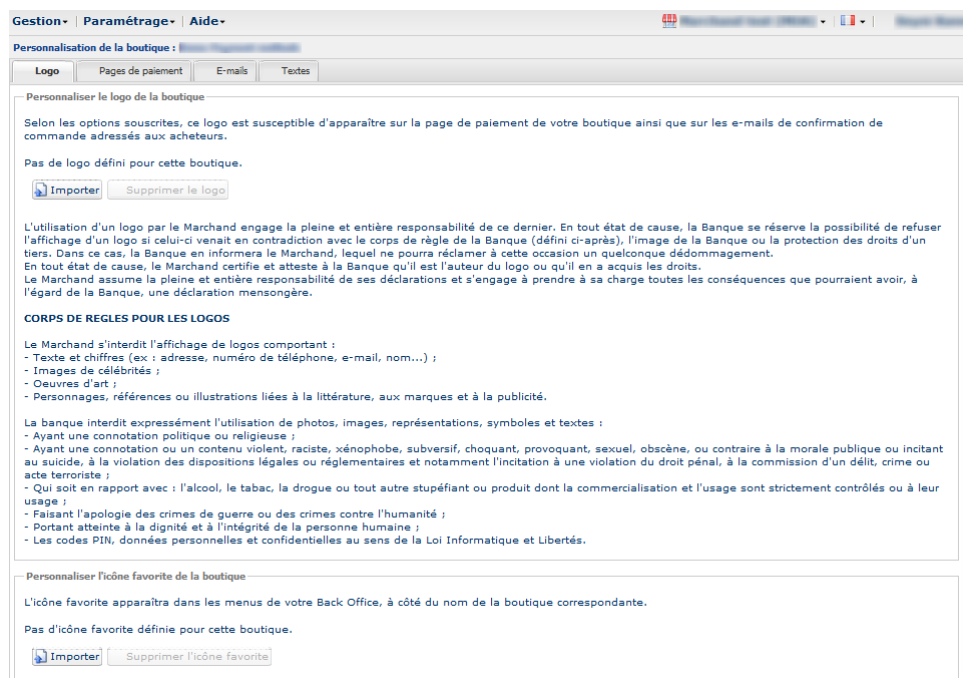 Gestion Paramétrage Aide
Personnalisation de la boutique :
Logo Pages de paiement E-mails Textes
Personnaliser le logo de la boutique
Selon les options souscrites, ce logo est susceptible d'apparaître sur la page de paiement de votre boutique ainsi que sur les e-mails de confirmation de
commande adressés aux acheteurs.
Pas de logo défini pour cette boutique.
Importer Supprimer le logo
L'utilisation d'un logo par le Marchand engage la pleine et entière responsabilité de ce dernier. En tout état de cause, la Banque se réserve la possibilité de refuser
l'affichage d'un logo si celui-ci venait en contradiction avec le corps de règle de la Banque (défini ci-après), l'image de la Banque ou la protection des droits d'un
tiers. Dans ce cas, la Banque en informera le Marchand, lequel ne pourra réclamer à cette occasion un quelconque dédommagement.
En tout état de cause, le Marchand certifie et atteste à la Banque qu'il est l'auteur du logo ou qu'il en a acquis les droits.
Le Marchand assume la pleine et entière responsabilité de ses déclarations et s'engage à prendre à sa charge toutes les conséquences que pourraient avoir, à
l'égard de la Banque, une déclaration mensongère.
CORPS DE REGLES POUR LES LOGOS
Le Marchand s'interdit l'affichage de logos comportant :
- Texte et chiffres (ex : adresse, numéro de téléphone, e-mail, nom...) ;
- Images de célébrités ;
- Oeuvres d'art ;
- Personnages, références ou illustrations liées à la littérature, aux marques et à la publicité.
La banque interdit expressément l'utilisation de photos, images, représentations, symboles et textes :
- Ayant une connotation politique ou religieuse ;
- Ayant une connotation ou un contenu violent, raciste, xénophobe, subversif, choquant, provoquant, sexuel, obscène, ou contraire à la morale publique ou incitant
au suicide, à la violation des dispositions légales ou réglementaires et notamment l'incitation à une violation du droit pénal, à la commission d'un délit, crime ou
acte terroriste ;
- Qui soit en rapport avec : l'alcool, le tabac, la drogue ou tout autre stupéfiant ou produit dont la commercialisation et l'usage sont strictement contrôlés ou à leur
usage ;
- Faisant l'apologie des crimes de guerre ou des crimes contre l'humanité ;
- Portant atteinte à la dignité et à l'intégrité de la personne humaine ;
- Les codes PIN, données personnelles et confidentielles au sens de la Loi Informatique et Libertés.
Personnaliser l'icône favorite de la boutique
L'icône favorite apparaîtra dans les menus de votre Back Office, à côté du nom de la boutique correspondante.
Pas d'icône favorite définie pour cette boutique.
Importer Supprimer l'icône favorite